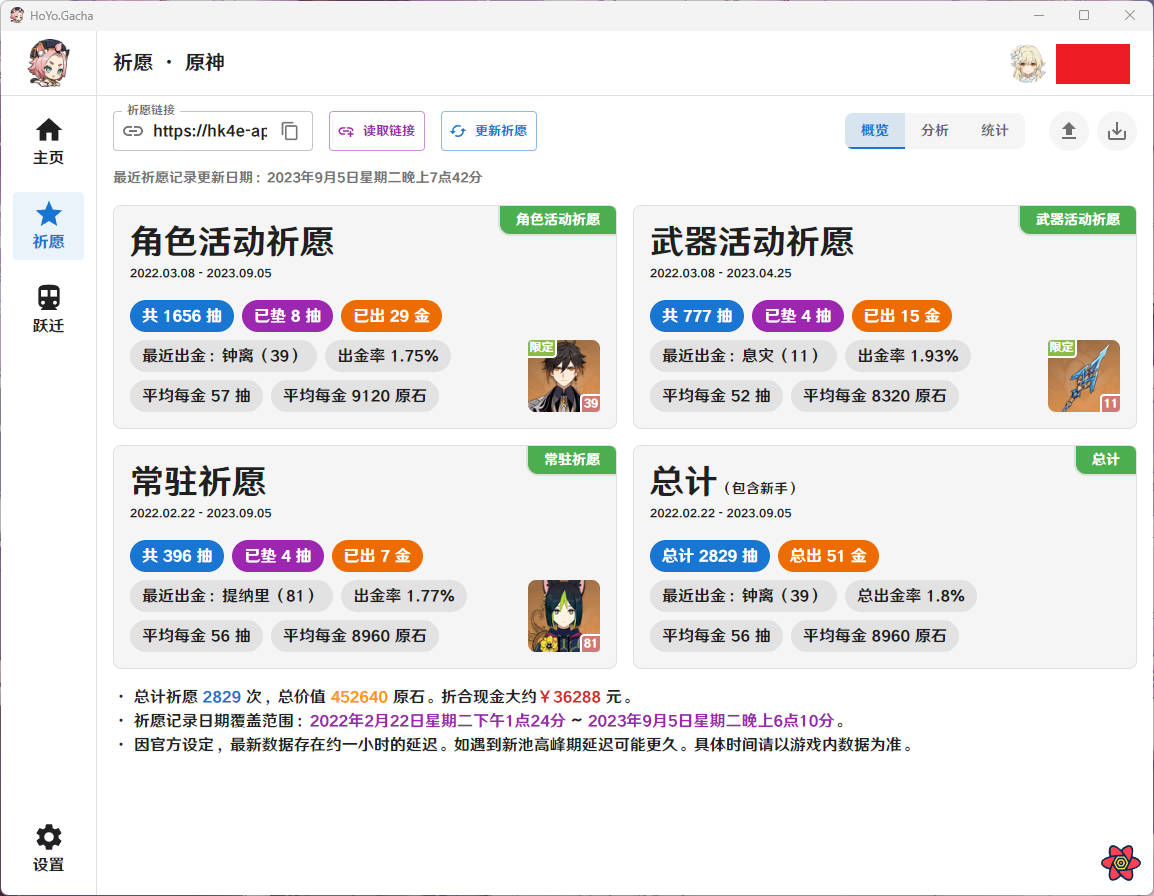 HoYo.Gacha
祈愿 · 原神
主页
祈愿
跃迁
设置
祈愿链接
https://hk4e-ap
读取链接
更新祈愿
概览
分析
统计
最近祈愿记录更新日期：2023年9月5日星期二晚上7点42分
角色活动祈愿
角色活动祈愿
2022.03.08 - 2023.09.05
共 1656 抽
已垫 8 抽
已出 29 金
最近出金：钟离（39）
出金率 1.75%
平均每金 57 抽
平均每金 9120 原石
限定
39
武器活动祈愿
武器活动祈愿
2022.03.08 - 2023.04.25
共 777 抽
已垫 4 抽
已出 15 金
最近出金：息灾（11）
出金率 1.93%
平均每金 52 抽
平均每金 8320 原石
限定
11
常驻祈愿
常驻祈愿
2022.02.22 - 2023.09.05
共 396 抽
已垫 4 抽
已出 7 金
最近出金：提纳里（81）
出金率 1.77%
平均每金 56 抽
平均每金 8960 原石
81
总计
总计（包含新手）
2022.02.22 - 2023.09.05
总计 2829 抽
总出 51 金
最近出金：钟离（39）
总出金率 1.8%
平均每金 56 抽
平均每金 8960 原石
· 总计祈愿 2829 次，总价值 452640 原石。折合现金大约￥36288 元。
· 祈愿记录日期覆盖范围：2022年2月22日星期二下午1点24分 ~ 2023年9月5日星期二晚上6点10分。
· 因官方设定，最新数据存在约一小时的延迟。如遇到新池高峰期延迟可能更久。具体时间请以游戏内数据为准。